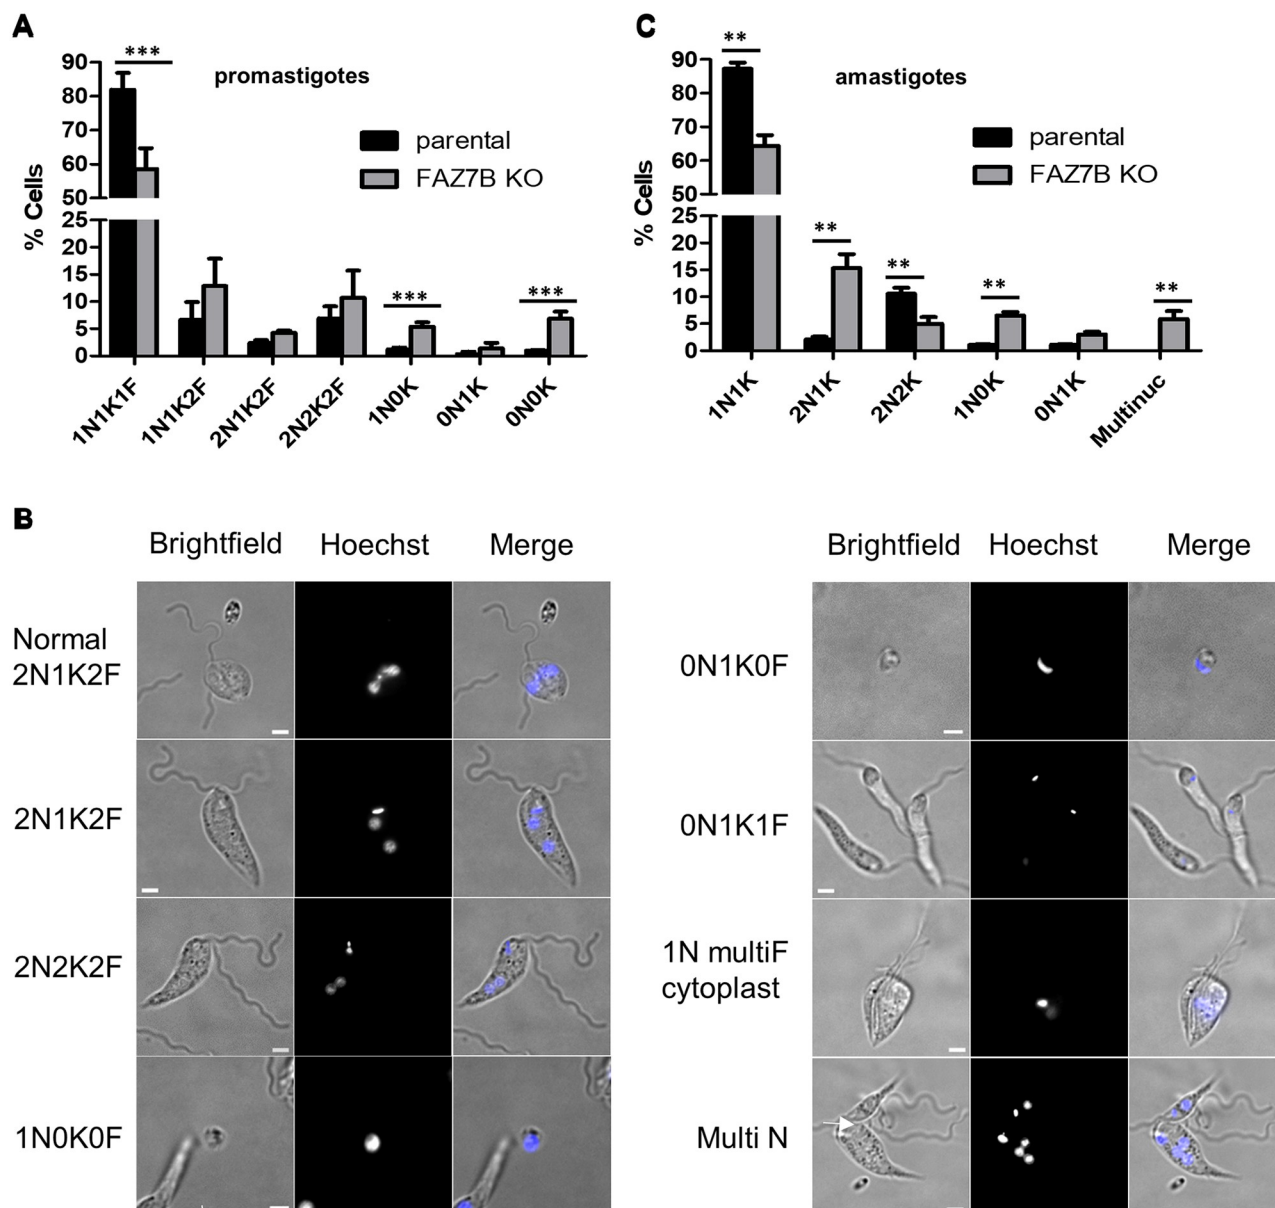 A
***
promastigotes
parental
FAZ7B KO
% Cells
90
80
70
60
50
25
20
15
10
5
0
***
***
1N1K1F
1N1K2F
2N1K2F
2N2K2F
1N0K
0N1K
0N0K
C
**
amastigotes
parental
FAZ7B KO
% Cells
90
80
70
60
50
25
20
15
10
5
0
**
**
**
**
1N1K
2N1K
2N2K
1N0K
0N1K
Multinuc
B
Brightfield Hoechst Merge
Normal
2N1K2F
2N1K2F
2N2K2F
1N0K0F
Brightfield Hoechst Merge
0N1K0F
0N1K1F
1N multiF
cytoplast
Multi N